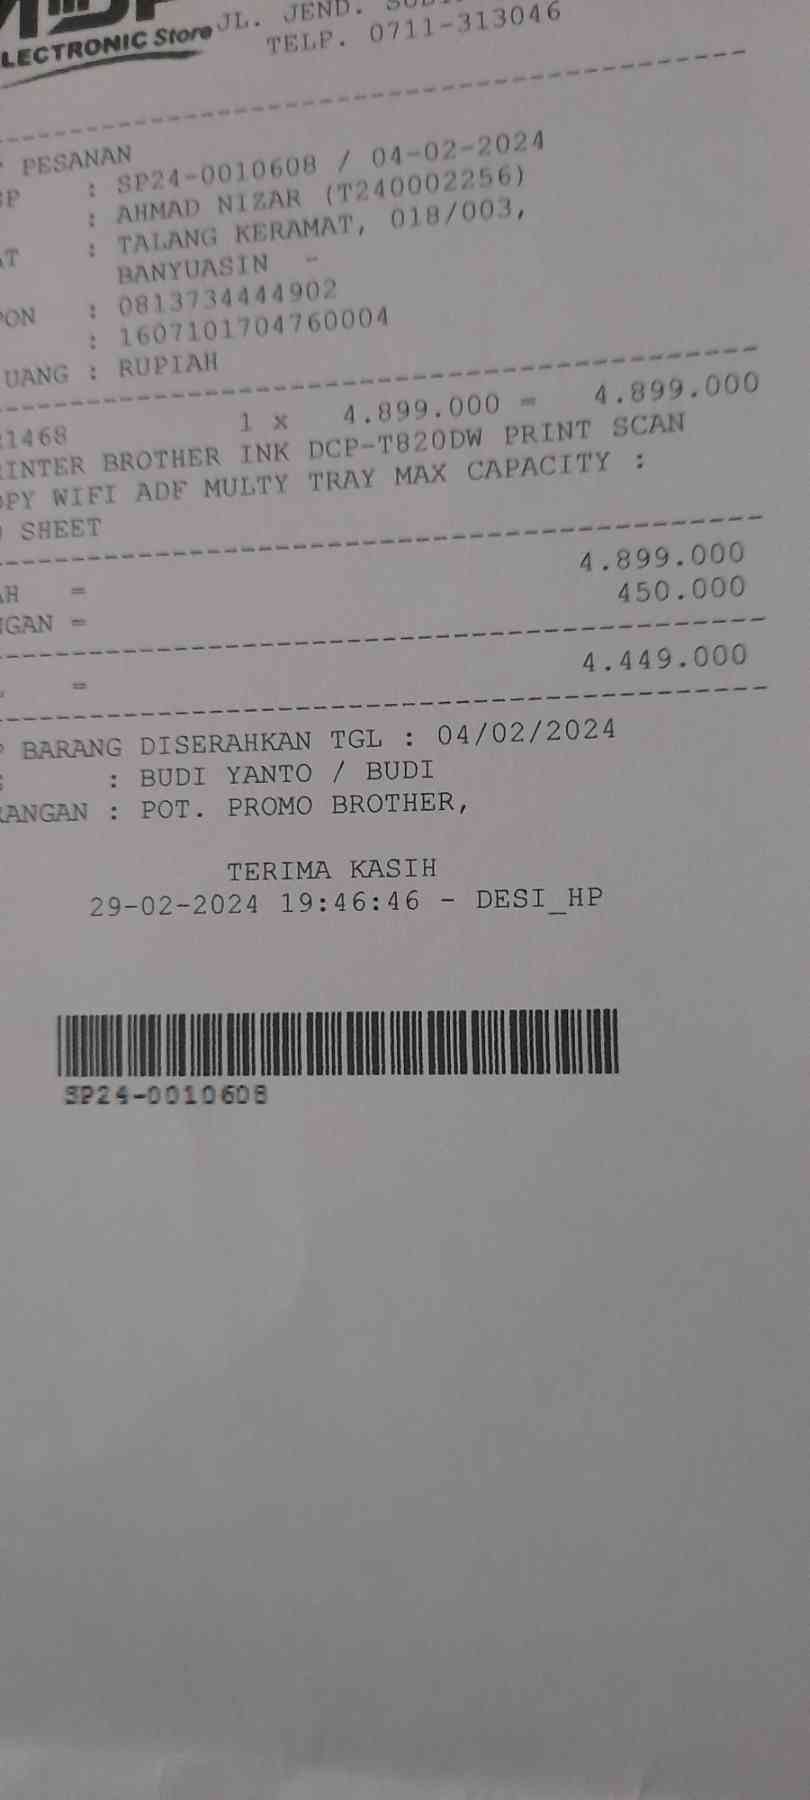 ELECTRONIC Store
JL. JEND.
TELP. 0711-313046
PESANAN
: SP24-0010608 / 04-02-2024
: AHMAD NIZAR (T240002256)
: TALANG KERAMAT, 018/003,
BANYUASIN -
: 0813734444902
: 1607101704760004
UANG : RUPIAH
1468 1 x 4.899.000 = 4.899.000
INTER BROTHER INK DCP-T820DW PRINT SCAN
PY WIFI ADF MULTY TRAY MAX CAPACITY :
SHEET
= 4.899.000
NGAN = 450.000
= 4.449.000
BARANG DISERAHKAN TGL : 04/02/2024
: BUDI YANTO / BUDI
RANGAN : POT. PROMO BROTHER,
TERIMA KASIH
29-02-2024 19:46:46 - DESI_HP
SP24-0010608